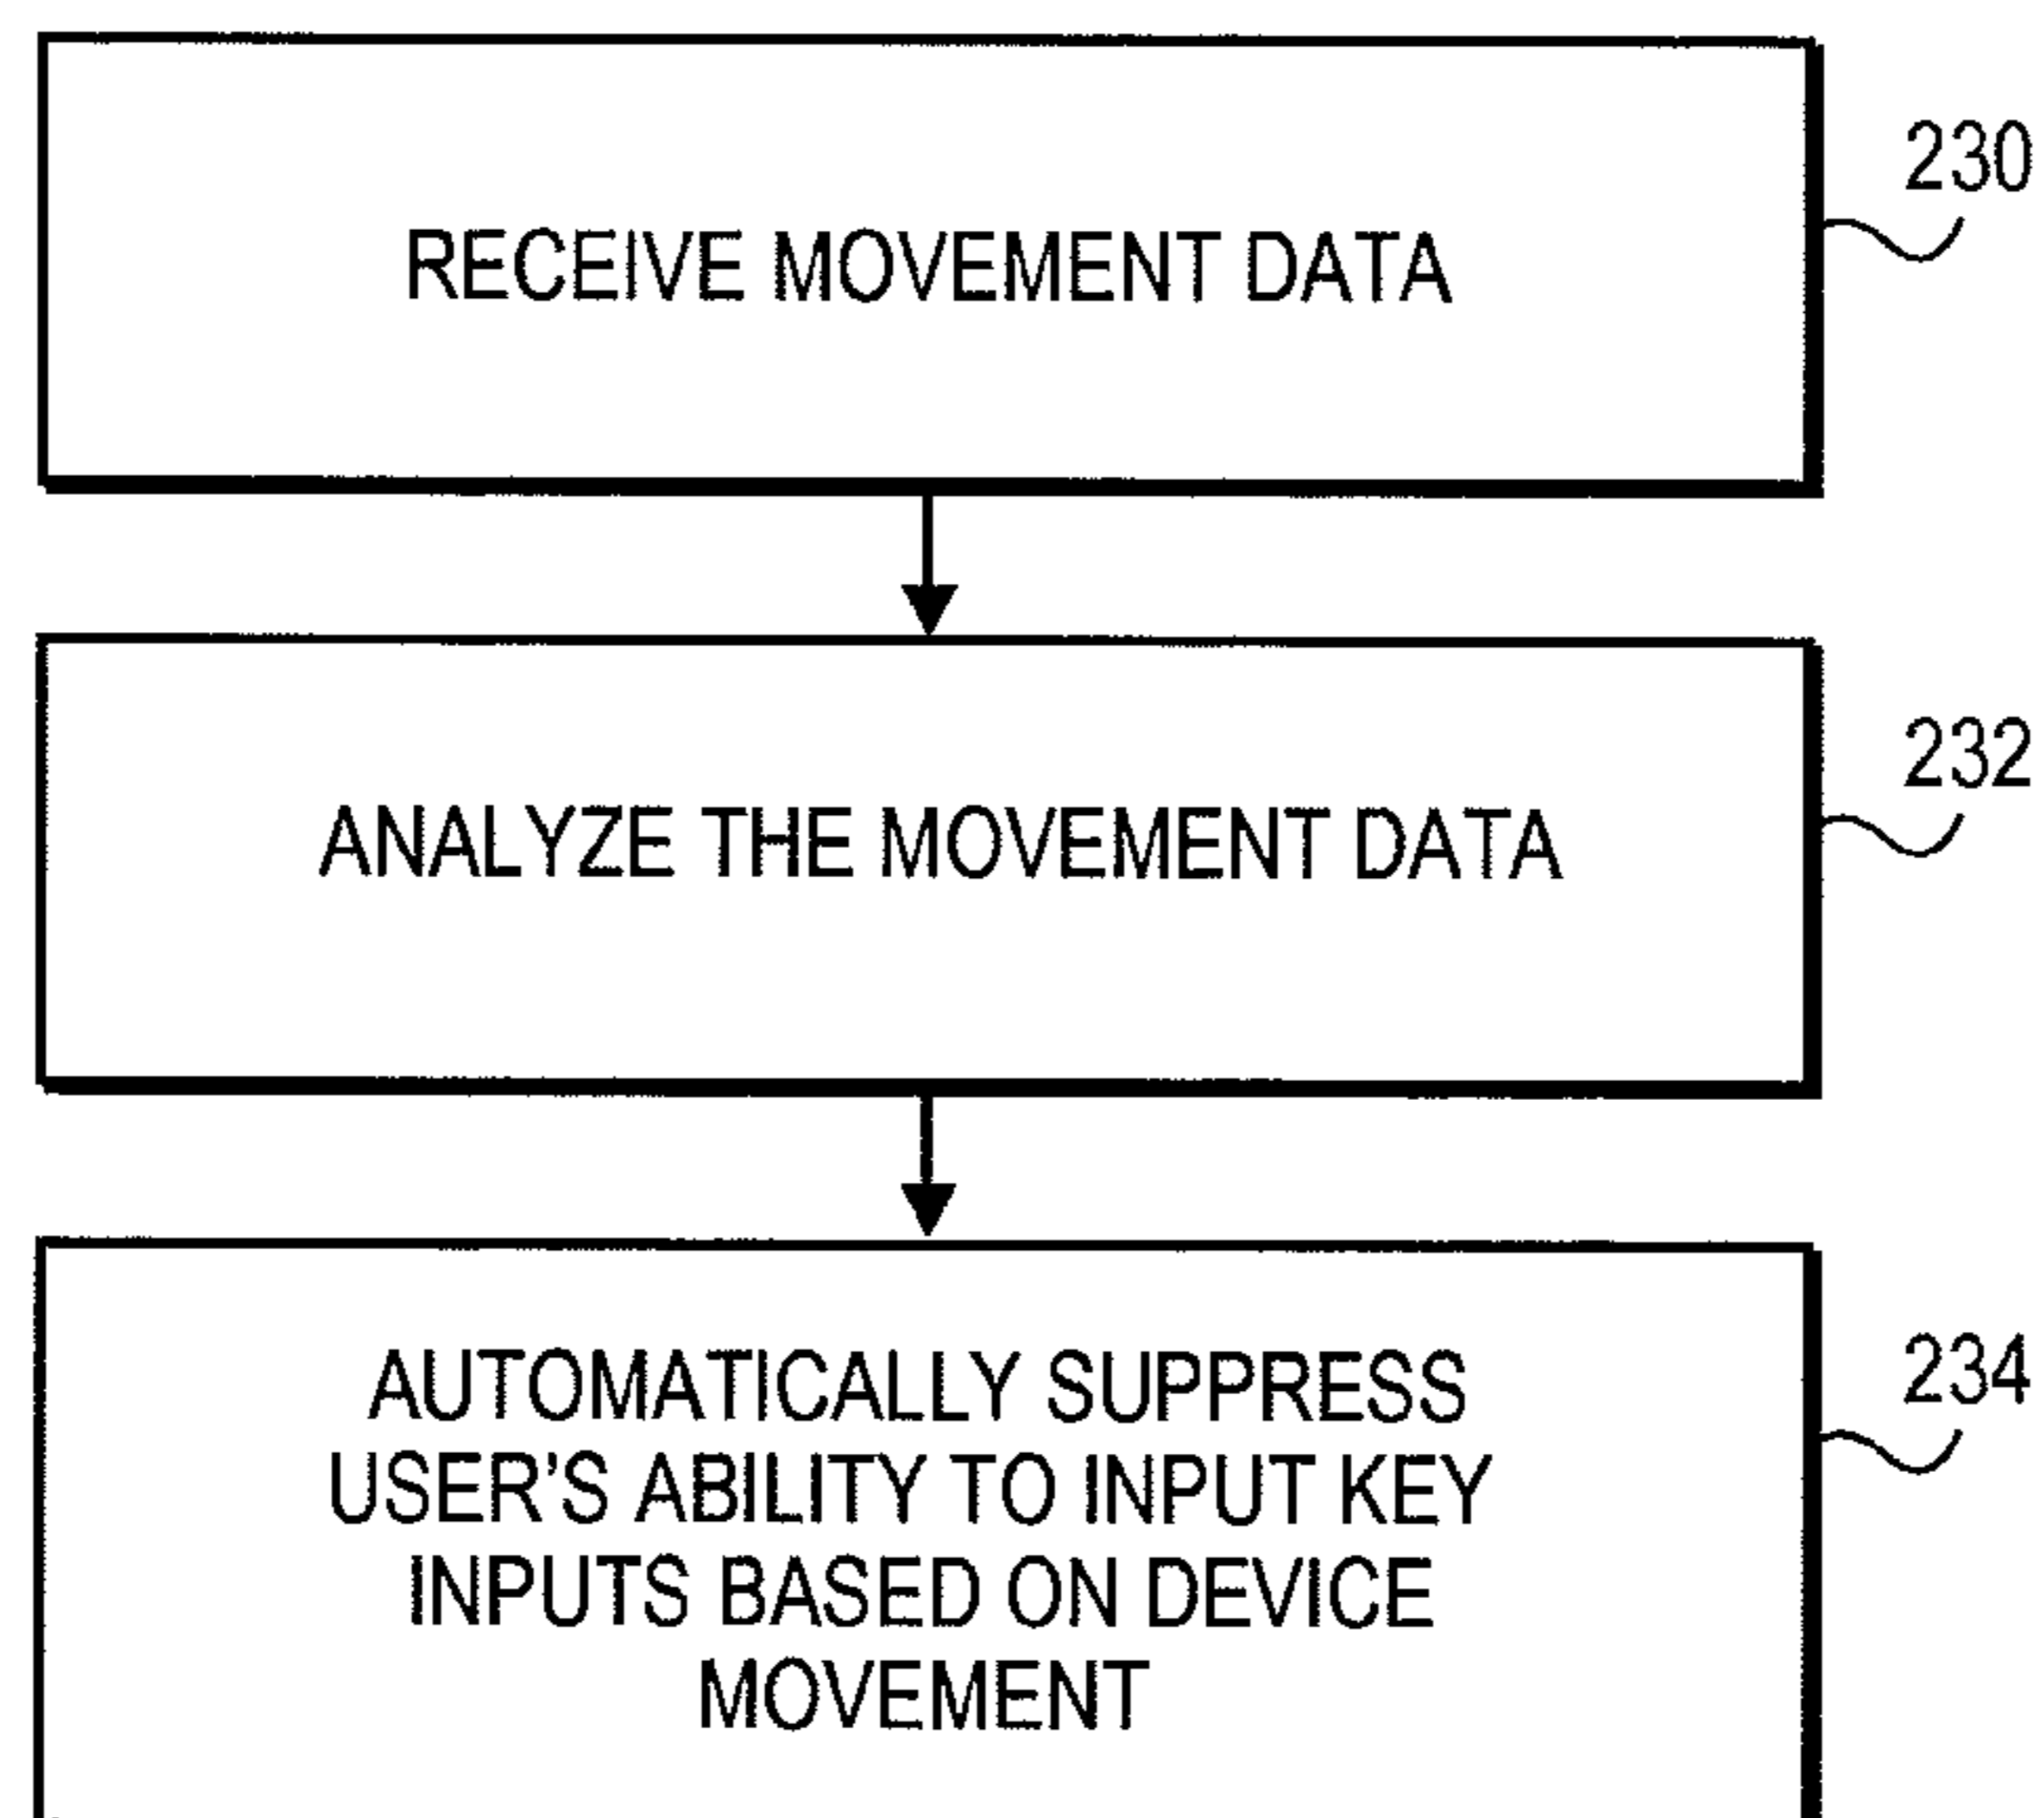 230
RECEIVE MOVEMENT DATA
232
ANALYZE THE MOVEMENT DATA
234
AUTOMATICALLY SUPPRESS
USER'S ABILITY TO INPUT KEY
INPUTS BASED ON DEVICE
MOVEMENT